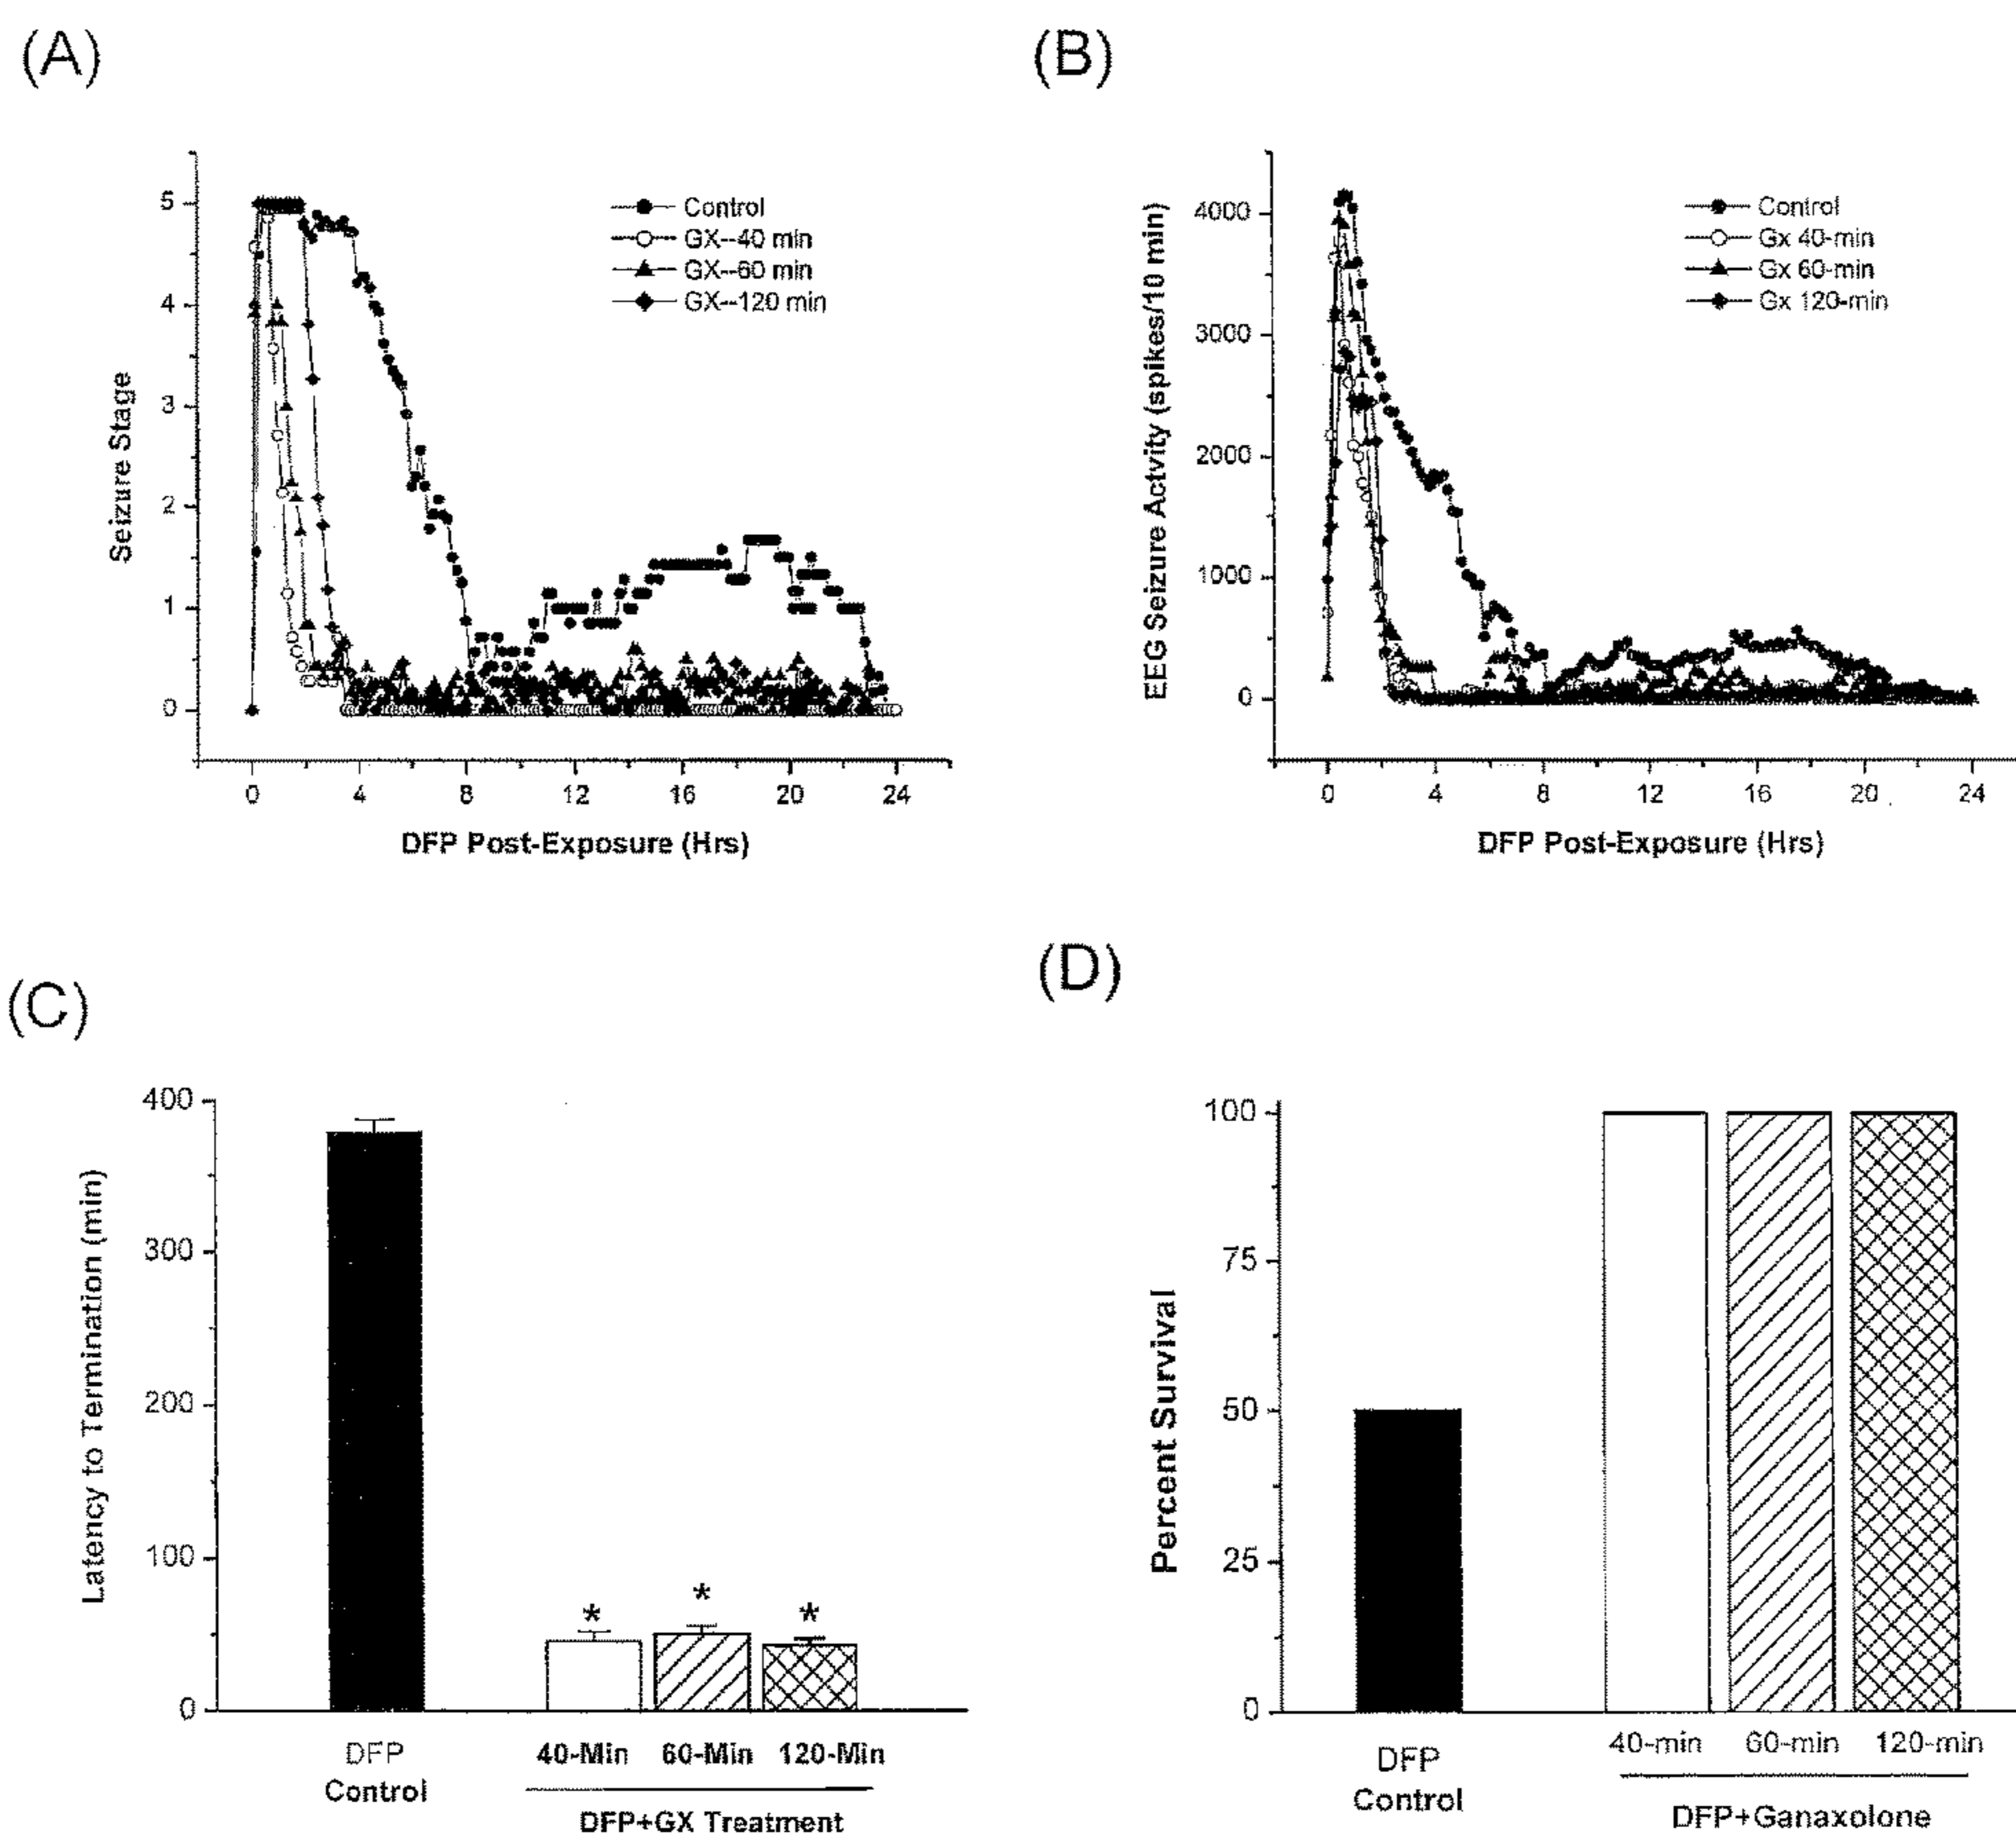 (A)
Seizure Stage
5
4
3
2
1
0
Control
GX--40 min
GX--60 min
GX--120 min
0 4 8 12 16 20 24
DFP Post-Exposure (Hrs)
(B)
EEG Seizure Actvity (spikes/10 min)
4000
3000
2000
1000
0
Control
Gx 40-min
Gx 60-min
Gx 120-min
0 4 8 12 16 20 24
DFP Post-Exposure (Hrs)
(C)
Latency to Termination (min)
400
300
200
100
0
*
*
*
DFP
Control
40-Min 60-Min 120-Min
DFP+GX Treatment
(D)
Percent Survival
100
75
50
25
0
DFP
Control
40-min 60-min 120-min
DFP+Ganaxolone